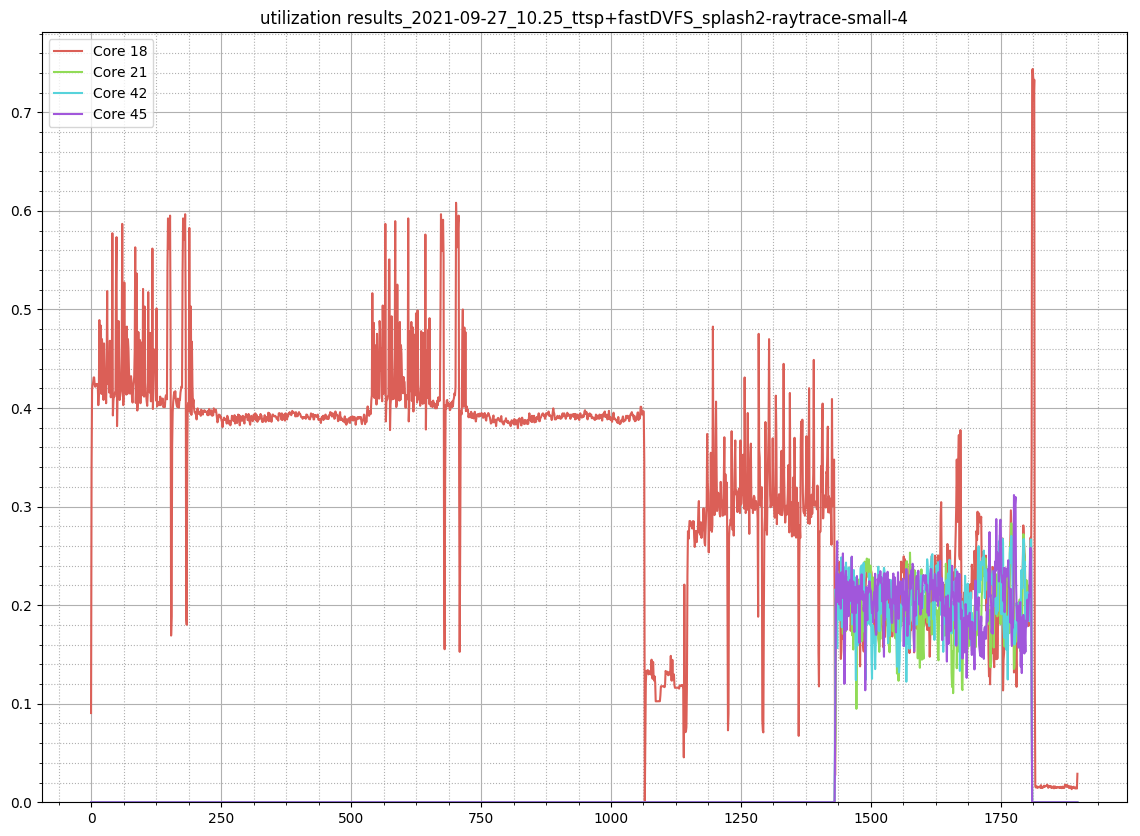 utilization results_2021-09-27_10.25_ttsp+fastDVFS_splash2-raytrace-small-4
Core 18
Core 21
Core 42
Core 45
0.7
0.6
0.5
0.4
0.3
0.2
0.1
0.0
0 250 500 750 1000 1250 1500 1750